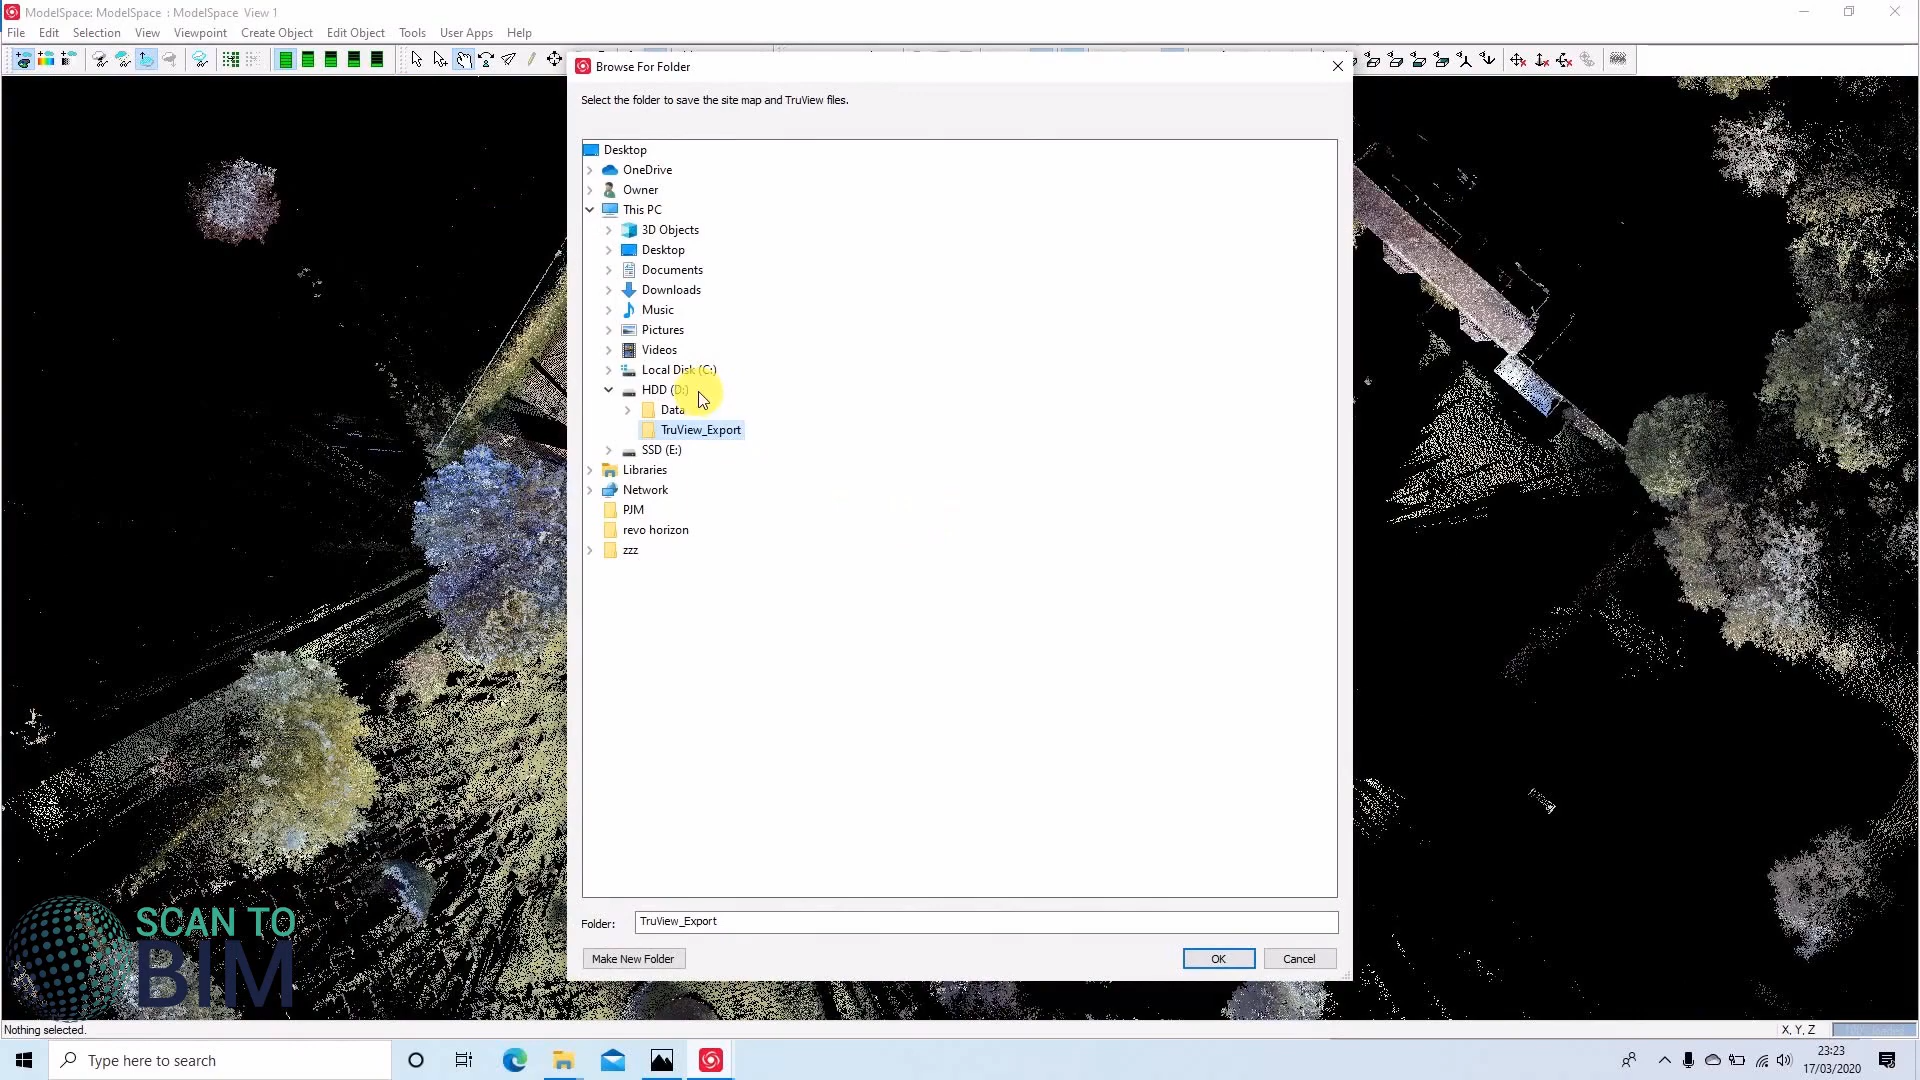 ModelSpace: ModelSpace : ModelSpace View 1
File Edit Selection View Viewpoint Create Object Edit Object Tools User Apps Help
Browse For Folder
Select the folder to save the site map and TruView files.
Desktop
OneDrive
Owner
This PC
3D Objects
Desktop
Documents
Downloads
Music
Pictures
Videos
Local Disk (C:)
HDD (D:)
Data
TruView_Export
SSD (E:)
Libraries
Network
PJM
revo horizon
zzz
Folder: TruView_Export
Make New Folder OK Cancel
SCAN TO
BIM
Nothing selected.
X, Y, Z
Type here to search
23:23
17/03/2020